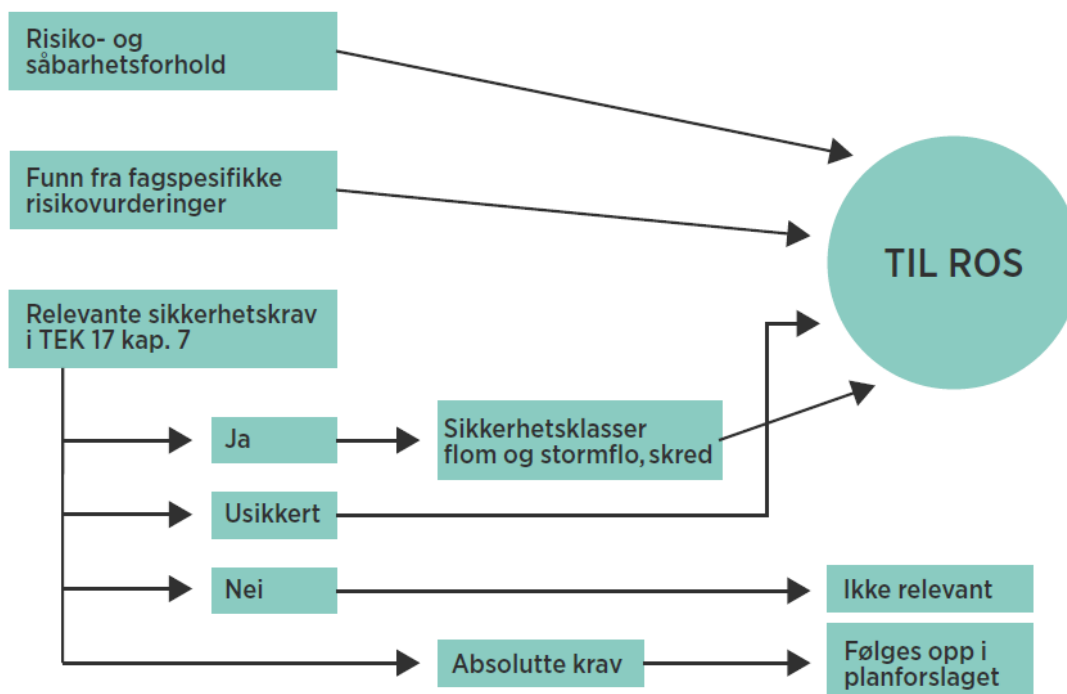 Risiko- og
såbarhetsforhold
Funn fra fagspesifikke
risikovurderinger
TIL ROS
Relevante sikkerhetskrav
i TEK 17 kap. 7
Ja
Sikkerhetsklasser
flom og stormflo, skred
Usikkert
Nei
Ikke relevant
Absolutte krav
Følges opp i
planforslaget